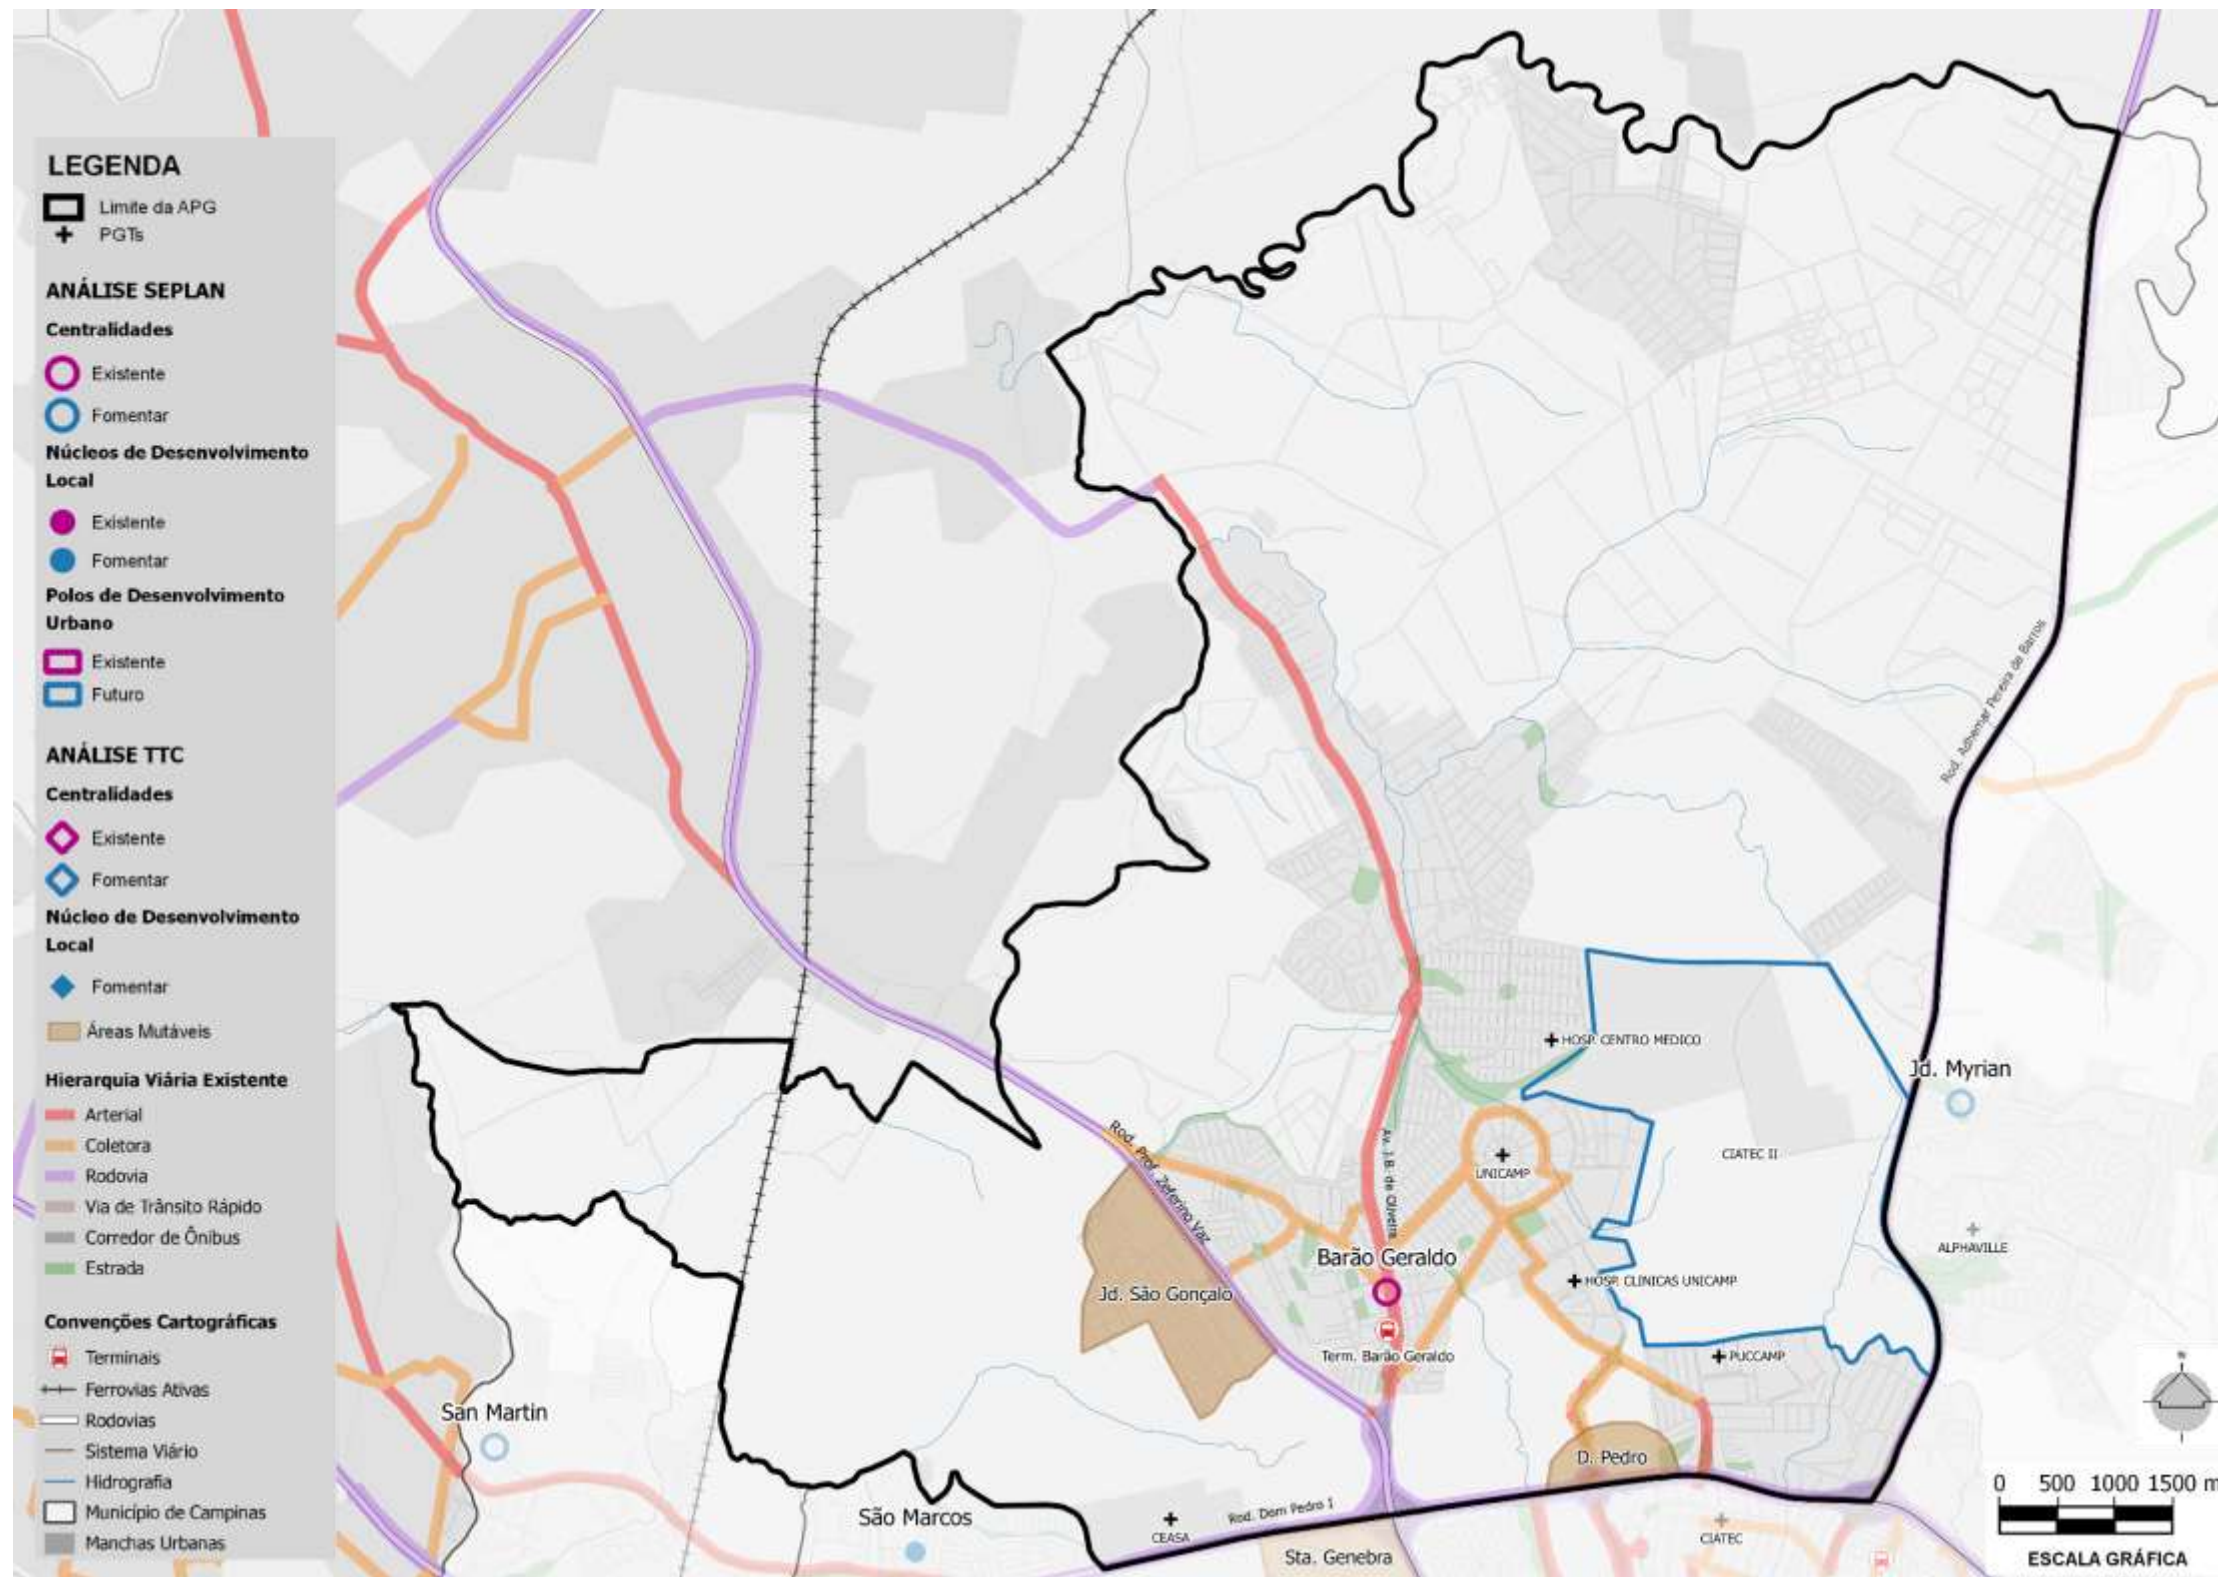 LEGENDA
Limite da APG
PGTs
ANÁLISE SEPLAN
Centralidades
Existente
Fomentar
Núcleos de Desenvolvimento
Local
Existente
Fomentar
Polos de Desenvolvimento
Urbano
Existente
Futuro
ANÁLISE TTC
Centralidades
Existente
Fomentar
Núcleo de Desenvolvimento
Local
Fomentar
Áreas Mutáveis
Hierarquia Viária Existente
Arterial
Coletora
Rodovia
Via de Trânsito Rápido
Corredor de Ônibus
Estrada
Convenções Cartográficas
Terminais
Ferrovias Ativas
Rodovias
Sistema Viário
Hidrografia
Município de Campinas
Manchas Urbanas
Rod. Adhemar Pereira de Barros
HOSP. CENTRO MEDICO
Jd. Myrian
Rod. Prof. Zeferino Vaz
Av. J.B. de Oliveira
UNICAMP
CIATEC II
ALPHAVILLE
Barão Geraldo
HOSP. CLINICAS UNICAMP
Jd. São Gonçalo
Term. Barão Geraldo
PUCCAMP
San Martin
D. Pedro
São Marcos
CEASA
Rod. Dom Pedro I
CIATEC
Sta. Genebra
N
0 500 1000 1500 m
ESCALA GRÁFICA